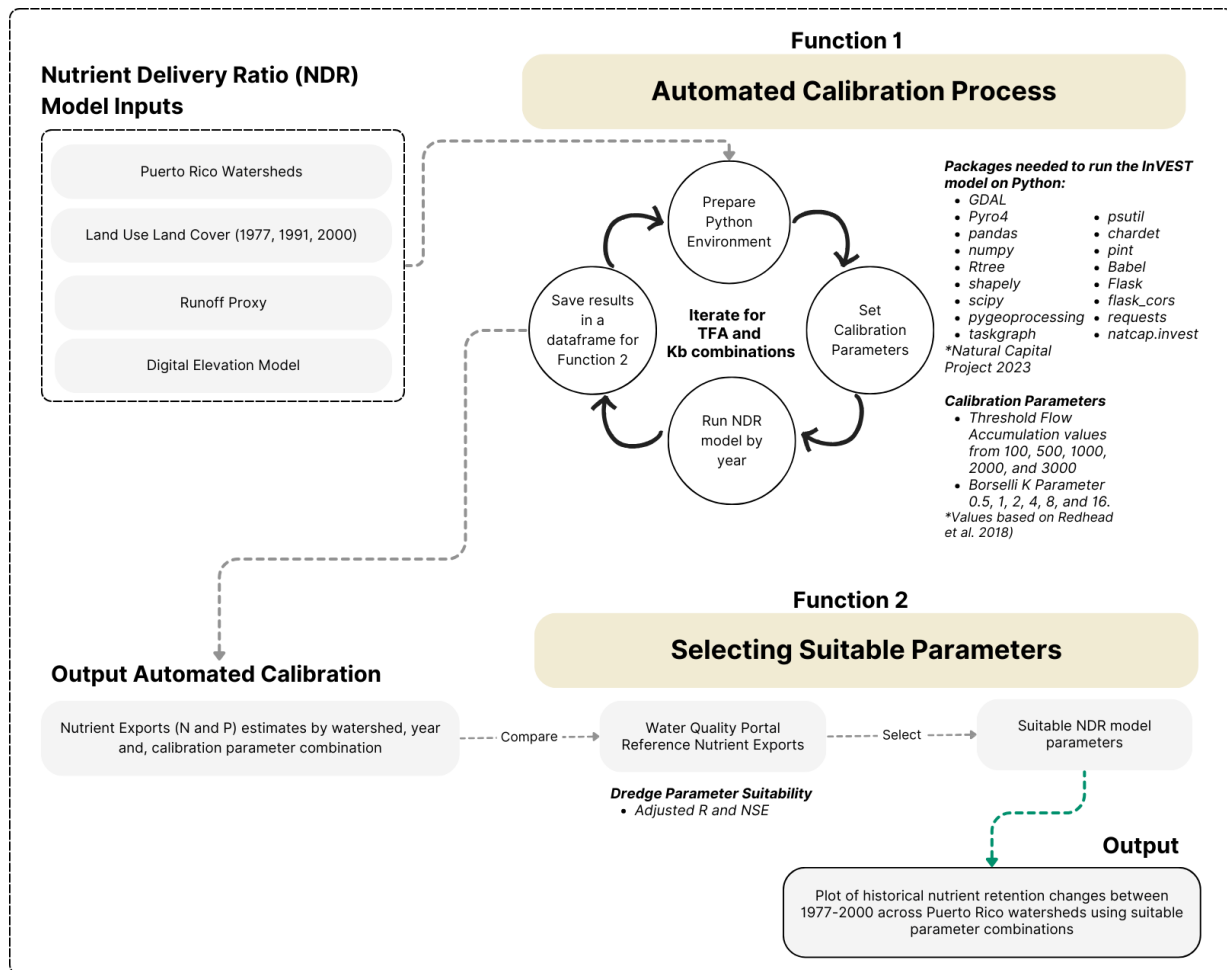 Nutrient Delivery Ratio (NDR)
Model Inputs
Puerto Rico Watersheds
Land Use Land Cover (1977, 1991, 2000)
Runoff Proxy
Digital Elevation Model
Function 1
Automated Calibration Process
Prepare
Python
Environment
Set
Calibration
Parameters
Run NDR
model by
year
Save results
in a
dataframe for
Function 2
Iterate for
TFA and
Kb combinations
Packages needed to run the InVEST
model on Python:
• GDAL
• Pyro4
• pandas
• numpy
• Rtree
• shapely
• scipy
• pygeoprocessing
• taskgraph
• psutil
• chardet
• pint
• Babel
• Flask
• flask_cors
• requests
• natcap.invest
*Natural Capital
Project 2023
Calibration Parameters
• Threshold Flow
Accumulation values
from 100, 500, 1000,
2000, and 3000
• Borselli K Parameter
0.5, 1, 2, 4, 8, and 16.
*Values based on Redhead
et al. 2018)
Function 2
Selecting Suitable Parameters
Output Automated Calibration
Nutrient Exports (N and P) estimates by watershed, year
and, calibration parameter combination
Compare
Water Quality Portal
Reference Nutrient Exports
Select
Suitable NDR model
parameters
Dredge Parameter Suitability
• Adjusted R and NSE
Output
Plot of historical nutrient retention changes between
1977-2000 across Puerto Rico watersheds using suitable
parameter combinations